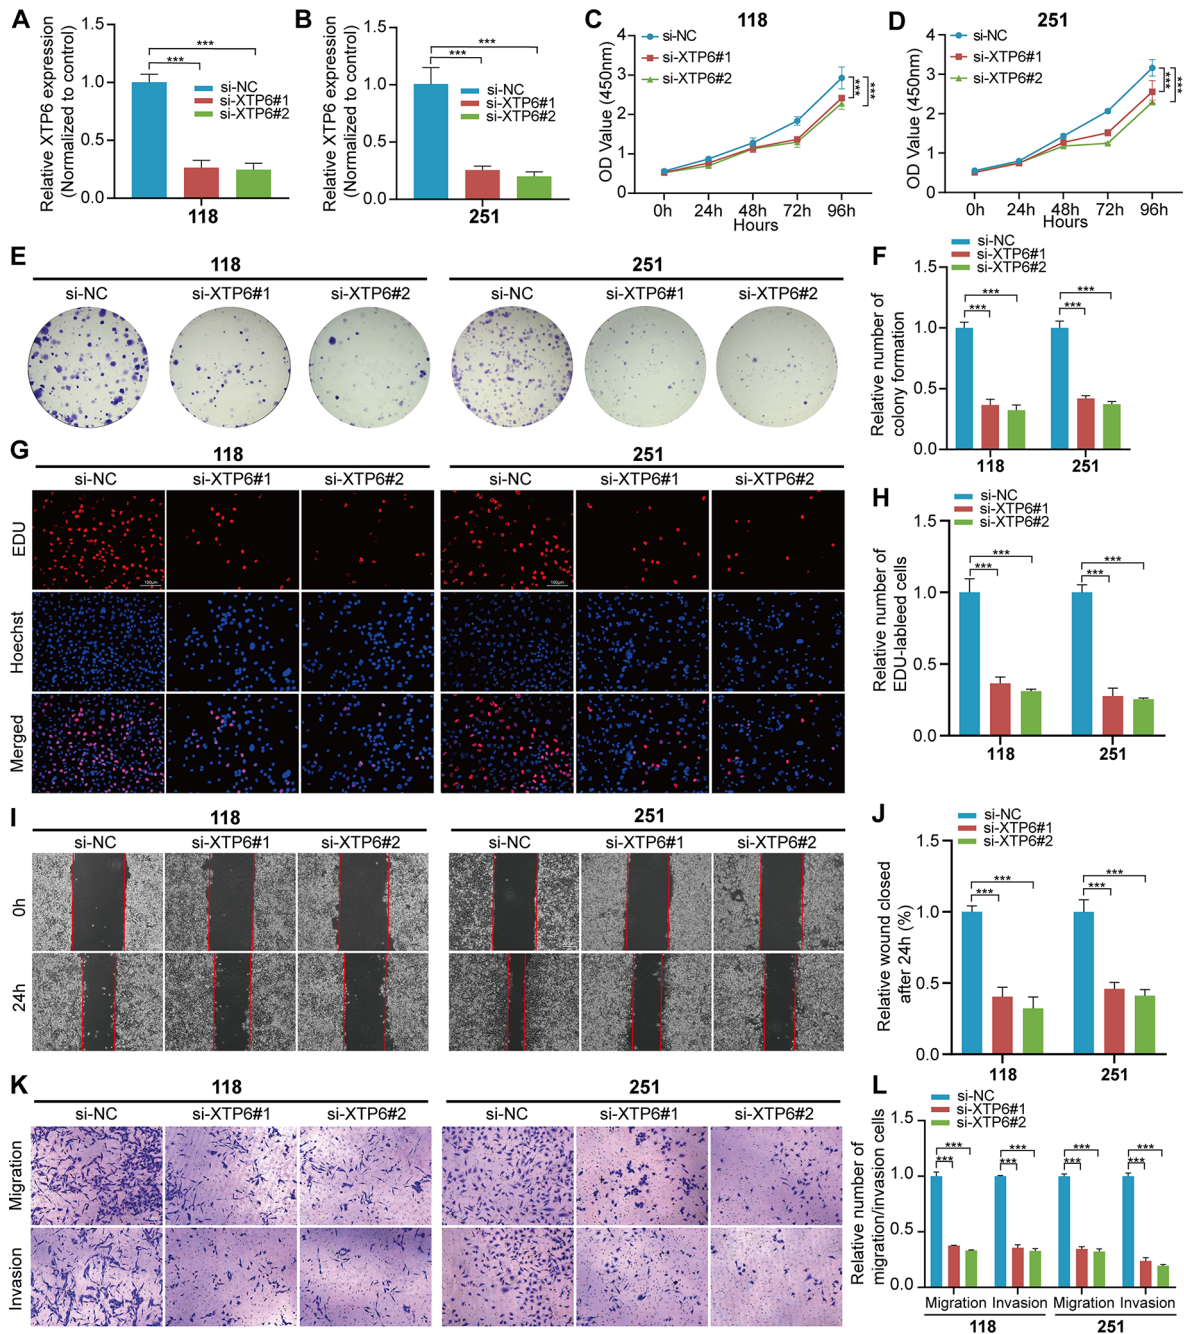 A
Relative XTP6 expression
(Normalized to control)
1.5
1.0
0.5
0.0
***
***
si-NC
si-XTP6#1
si-XTP6#2
118
B
Relative XTP6 expression
(Normalized to control)
1.5
1.0
0.5
0.0
***
***
si-NC
si-XTP6#1
si-XTP6#2
251
C
118
OD Value (450nm)
4
3
2
1
0
si-NC
si-XTP6#1
si-XTP6#2
***
***
0h 24h 48h 72h 96h
Hours
D
251
OD Value (450nm)
4
3
2
1
0
si-NC
si-XTP6#1
si-XTP6#2
***
***
0h 24h 48h 72h 96h
Hours
E
118 251
si-NC si-XTP6#1 si-XTP6#2 si-NC si-XTP6#1 si-XTP6#2
F
si-NC
si-XTP6#1
si-XTP6#2
Relative number of
colony formation
1.5
1.0
0.5
0.0
***
***
***
***
118 251
G
118 251
si-NC si-XTP6#1 si-XTP6#2 si-NC si-XTP6#1 si-XTP6#2
EDU
100μm
100μm
Hoechst
Merged
H
si-NC
si-XTP6#1
si-XTP6#2
Relative number of
EDU-lableed cells
1.5
1.0
0.5
0.0
***
***
***
***
118 251
I
118 251
si-NC si-XTP6#1 si-XTP6#2 si-NC si-XTP6#1 si-XTP6#2
0h
24h
J
si-NC
si-XTP6#1
si-XTP6#2
Relative wound closed
after 24h (%)
1.5
1.0
0.5
0.0
***
***
***
***
118 251
K
118 251
si-NC si-XTP6#1 si-XTP6#2 si-NC si-XTP6#1 si-XTP6#2
Migration
Invasion
L
si-NC
si-XTP6#1
si-XTP6#2
Relative number of
migration/invasion cells
1.5
1.0
0.5
0.0
*** *** *** ***
*** *** *** ***
Migration Invasion Migration Invasion
118 251